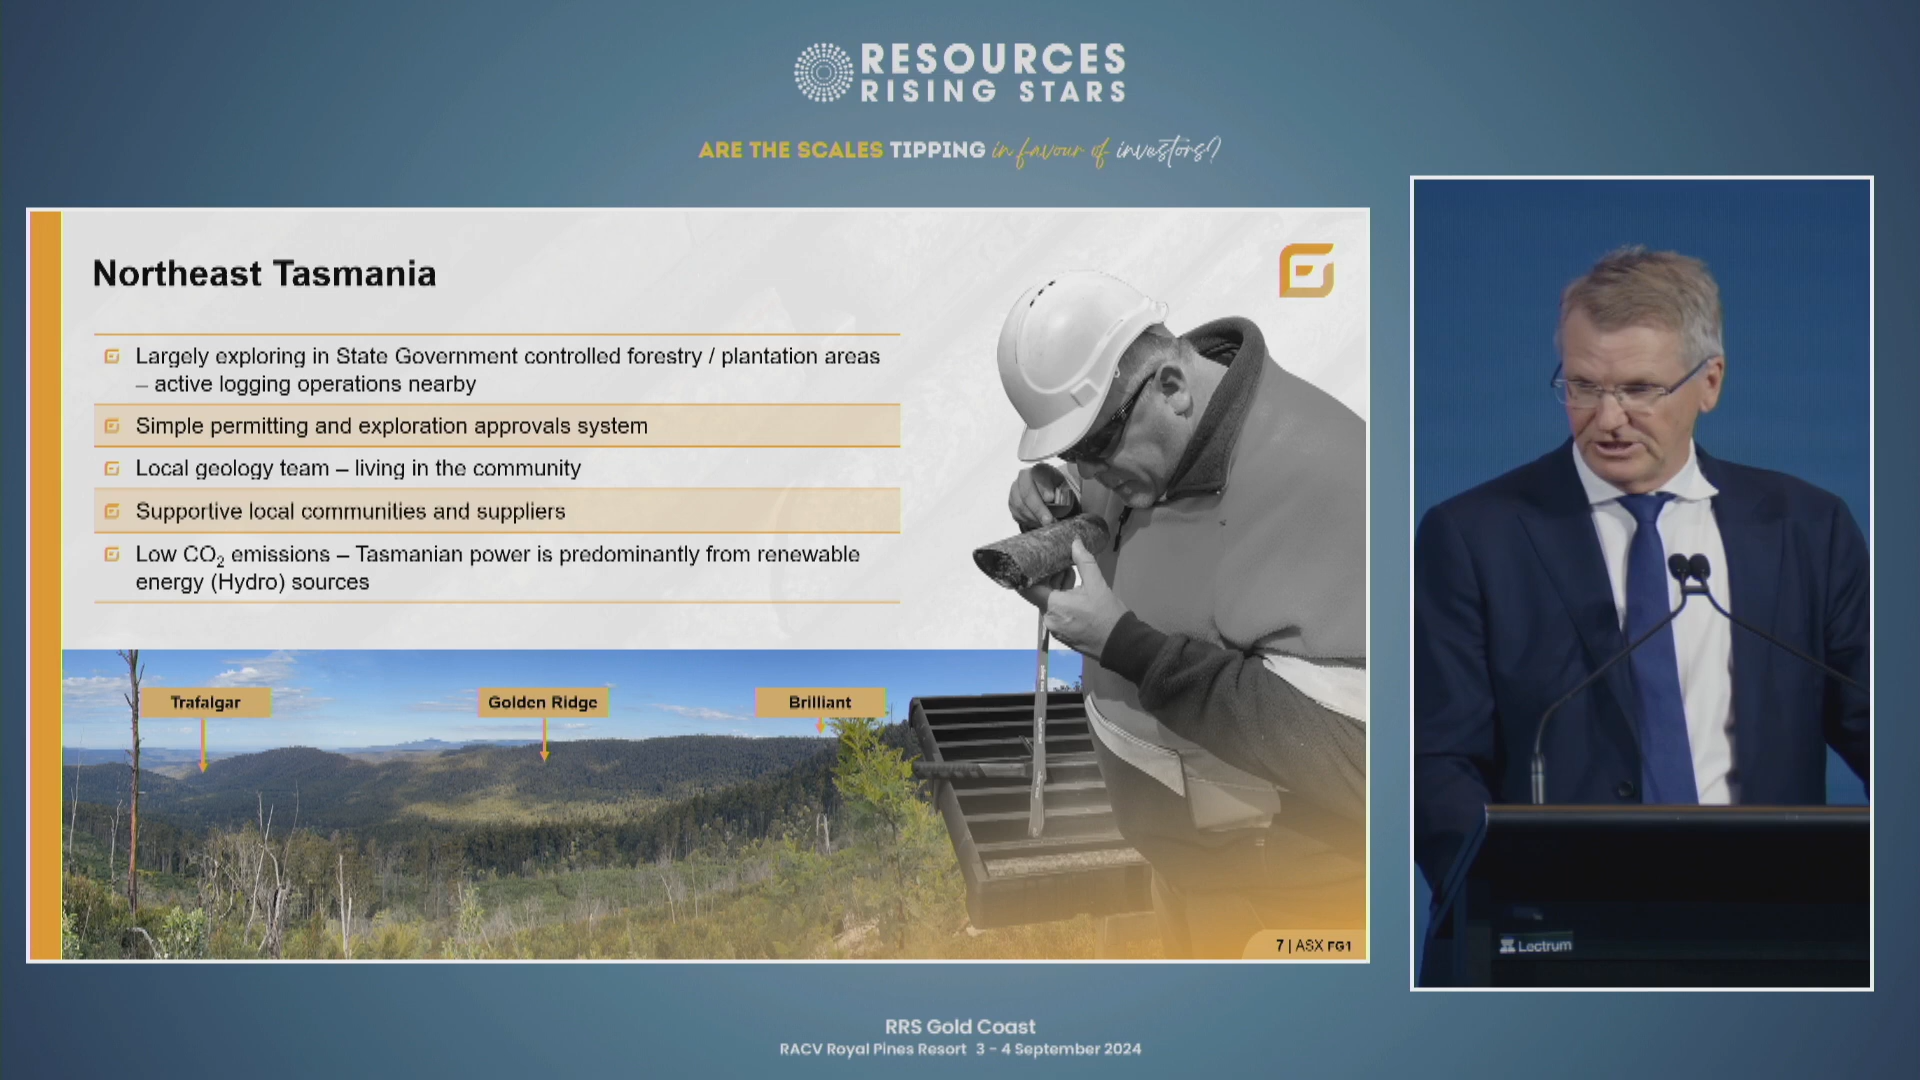 RESOURCES
RISING STARS
ARE THE SCALES TIPPING in favour of investors?
Northeast Tasmania
Largely exploring in State Government controlled forestry / plantation areas
– active logging operations nearby
Simple permitting and exploration approvals system
Local geology team – living in the community
Supportive local communities and suppliers
Low CO₂ emissions – Tasmanian power is predominantly from renewable
energy (Hydro) sources
Trafalgar
Golden Ridge
Brilliant
7 | ASX FG1
Lectrum
RRS Gold Coast
RACV Royal Pines Resort 3 - 4 September 2024